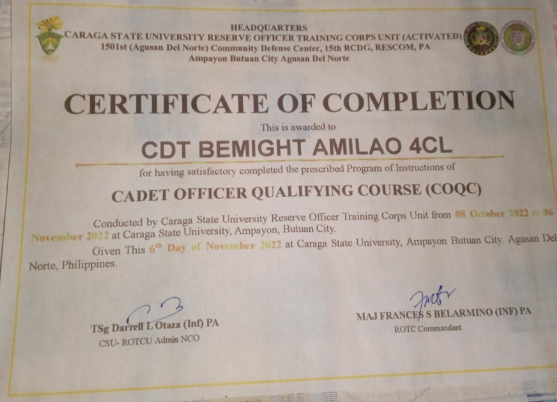 HEADQUARTERS
CARAGA STATE UNIVERSITY RESERVE OFFICER TRAINING CORPS UNIT (ACTIVATED)
1501st (Agusan Del Norte) Community Defense Center, 15th RCDG, RESCOM, PA
Ampayon Butuan City Agusan Del Norte
CERTIFICATE OF COMPLETION
This is awarded to
CDT BEMIGHT AMILAO 4CL
for having satisfactory completed the prescribed Program of Instructions of
CADET OFFICER QUALIFYING COURSE (COQC)
Conducted by Caraga State University Reserve Officer Training Corps Unit from 08 October 2022 to 06
November 2022 at Caraga State University, Ampayon, Butuan City.
Given This 6th Day of November 2022 at Caraga State University, Ampayon Butuan City. Agusan Del
Norte, Philippines.
TSg Darrell L Otaza (Inf) PA
CSU- ROTCU Admin NCO
MAJ FRANCES S BELARMINO (INF) PA
ROTC Commandant